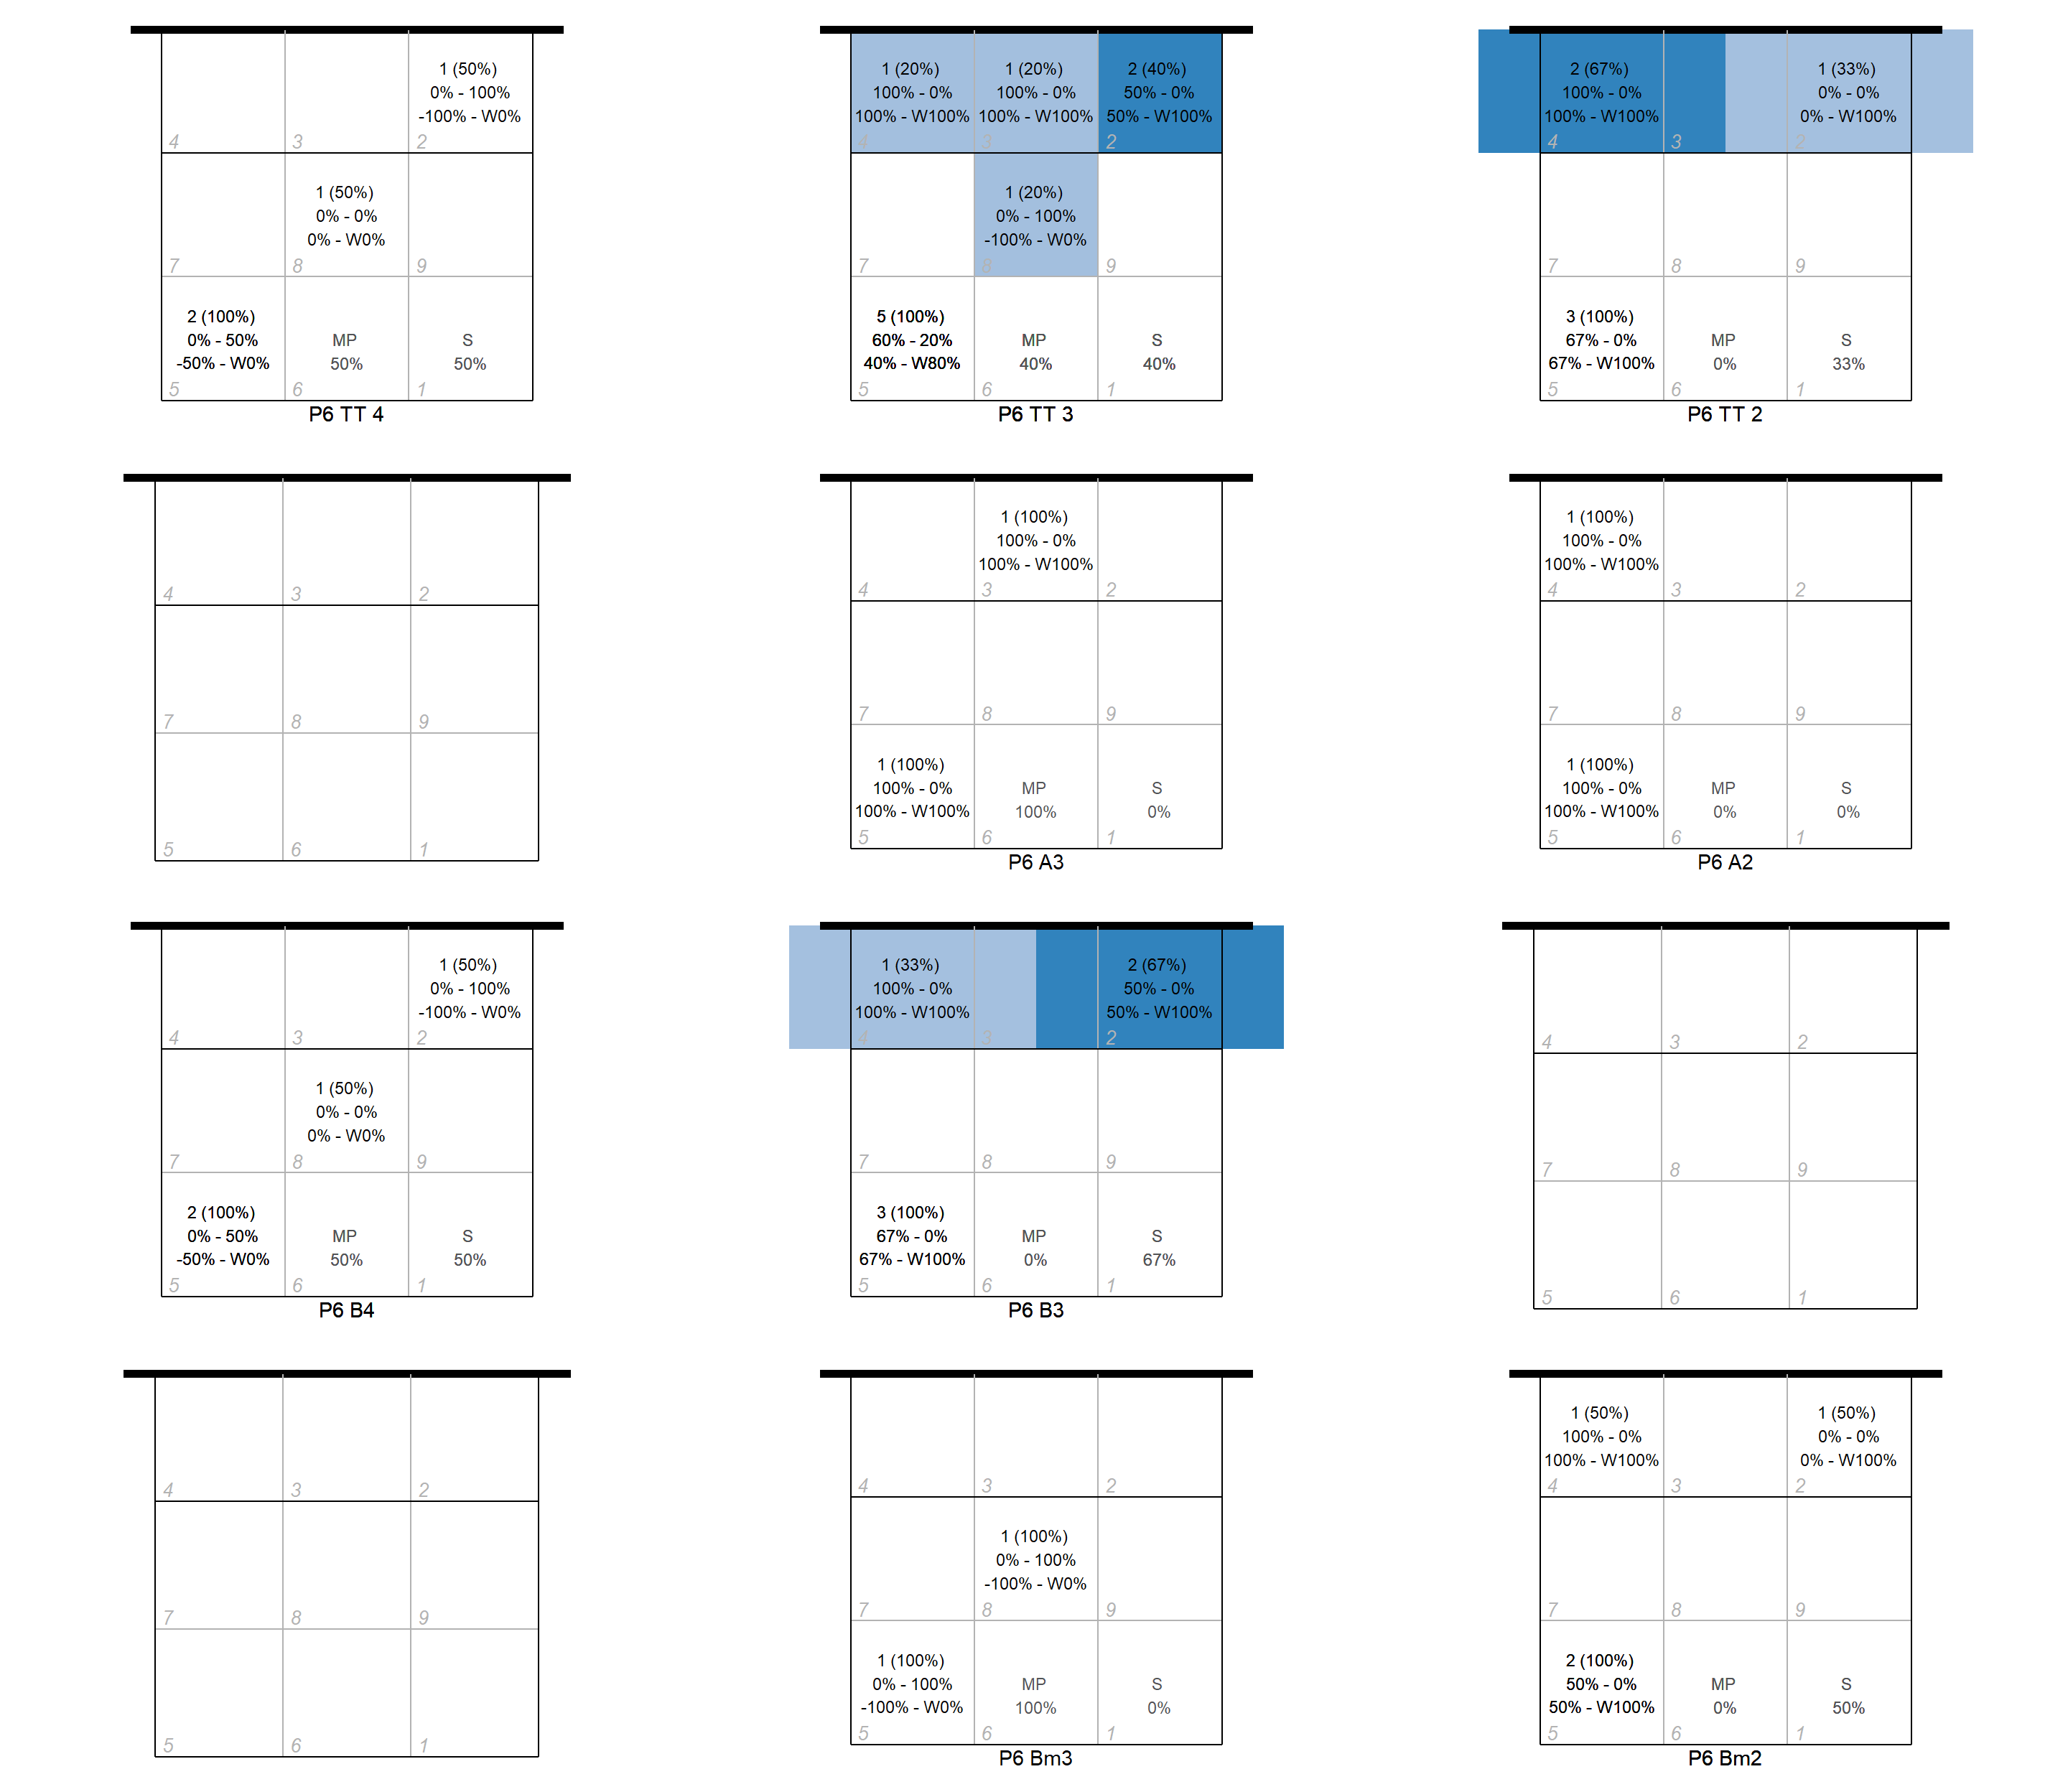 1 (50%)
0% - 100%
-100% - W0%
4 3 2
1 (50%)
0% - 0%
0% - W0%
7 8 9
2 (100%)
0% - 50% MP S
-50% - W0% 50% 50%
5 6 1
P6 TT 4
1 (20%) 1 (20%) 2 (40%)
100% - 0% 100% - 0% 50% - 0%
100% - W100% 100% - W100% 50% - W100%
4 3 2
1 (20%)
0% - 100%
-100% - W0%
7 8 9
5 (100%)
60% - 20% MP S
40% - W80% 40% 40%
5 6 1
P6 TT 3
2 (67%) 1 (33%)
100% - 0% 0% - 0%
100% - W100% 0% - W100%
4 3 2
7 8 9
3 (100%)
67% - 0% MP S
67% - W100% 0% 33%
5 6 1
P6 TT 2
4 3 2
7 8 9
5 6 1
1 (100%)
100% - 0%
100% - W100%
4 3 2
7 8 9
1 (100%)
100% - 0% MP S
100% - W100% 100% 0%
5 6 1
P6 A3
1 (100%)
100% - 0%
100% - W100%
4 3 2
7 8 9
1 (100%)
100% - 0% MP S
100% - W100% 0% 0%
5 6 1
P6 A2
1 (50%)
0% - 100%
-100% - W0%
4 3 2
1 (50%)
0% - 0%
0% - W0%
7 8 9
2 (100%)
0% - 50% MP S
-50% - W0% 50% 50%
5 6 1
P6 B4
1 (33%) 2 (67%)
100% - 0% 50% - 0%
100% - W100% 50% - W100%
4 3 2
7 8 9
3 (100%)
67% - 0% MP S
67% - W100% 0% 67%
5 6 1
P6 B3
4 3 2
7 8 9
5 6 1
4 3 2
7 8 9
5 6 1
4 3 2
1 (100%)
0% - 100%
-100% - W0%
7 8 9
1 (100%)
0% - 100% MP S
-100% - W0% 100% 0%
5 6 1
P6 Bm3
1 (50%) 1 (50%)
100% - 0% 0% - 0%
100% - W100% 0% - W100%
4 3 2
7 8 9
2 (100%)
50% - 0% MP S
50% - W100% 0% 50%
5 6 1
P6 Bm2